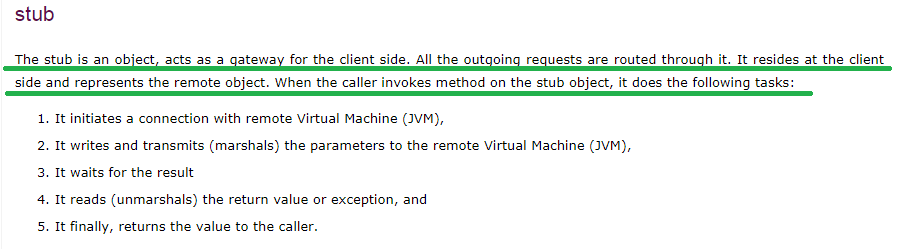 stub
The stub is an object, acts as a gateway for the client side. All the outgoing requests are routed through it. It resides at the client
side and represents the remote object. When the caller invokes method on the stub object, it does the following tasks:
1. It initiates a connection with remote Virtual Machine (JVM),
2. It writes and transmits (marshals) the parameters to the remote Virtual Machine (JVM),
3. It waits for the result
4. It reads (unmarshals) the return value or exception, and
5. It finally, returns the value to the caller.